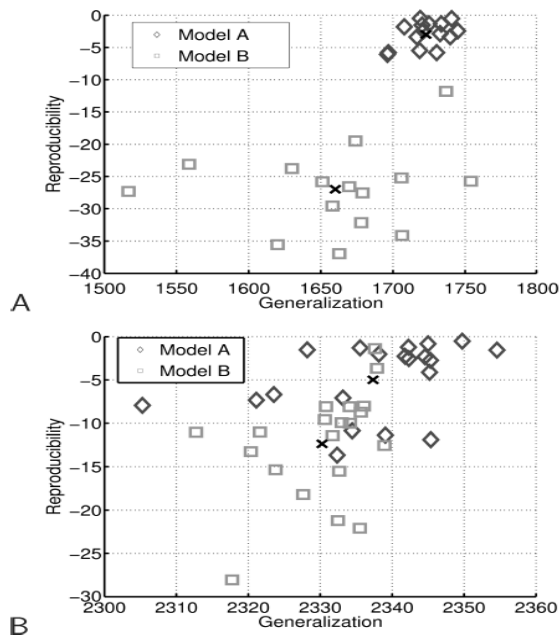 0
−5
−10
−15
−20
−25
−30
−35
−40
Reproducibility
Model A
Model B
1500 1550 1600 1650 1700 1750 1800
Generalization
A
0
−5
−10
−15
−20
−25
−30
Reproducibility
Model A
Model B
2300 2310 2320 2330 2340 2350 2360
Generalization
B